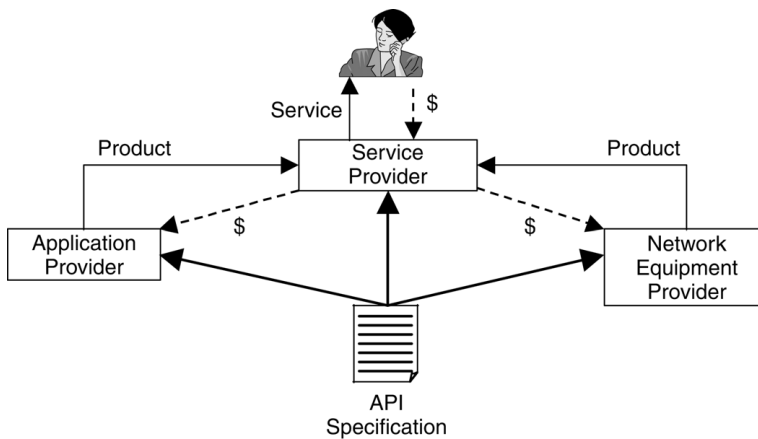 Service
$
Product
Service
Provider
Product
$
$
Application
Provider
Network
Equipment
Provider
API
Specification